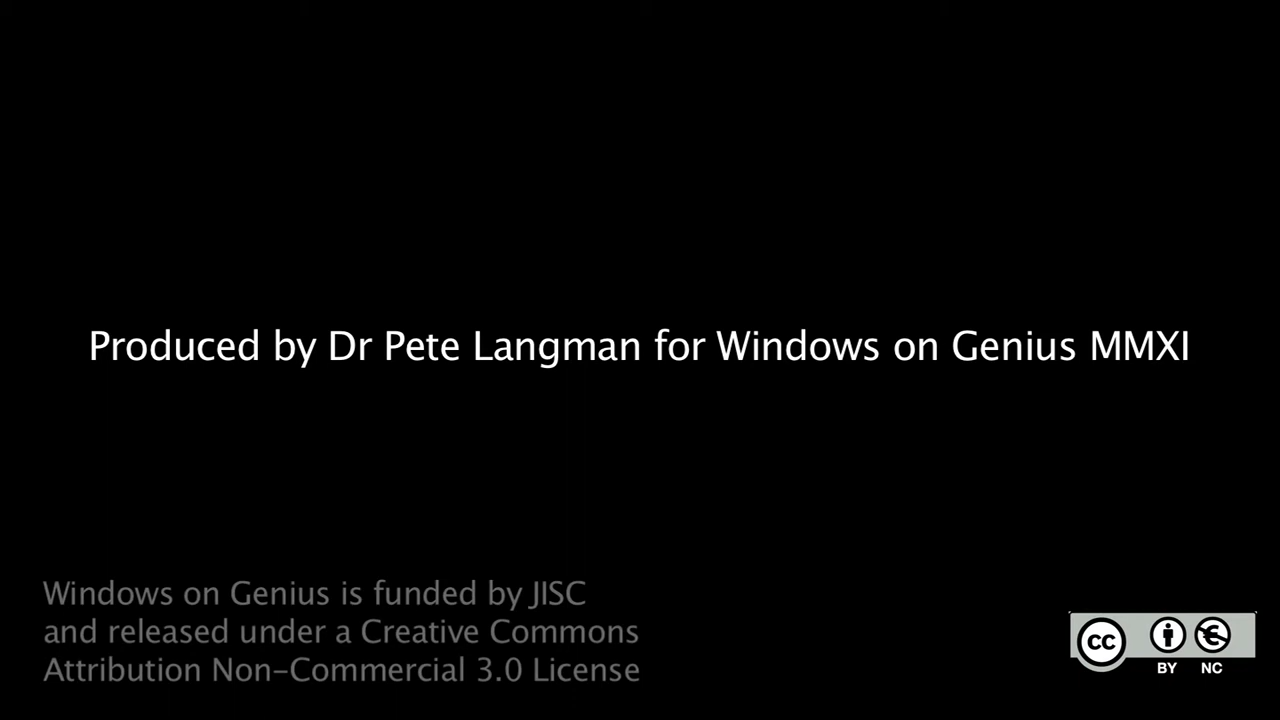 Produced by Dr Pete Langman for Windows on Genius MMXI
Windows on Genius is funded by JISC
and released under a Creative Commons
Attribution Non-Commercial 3.0 License
cc
BY NC